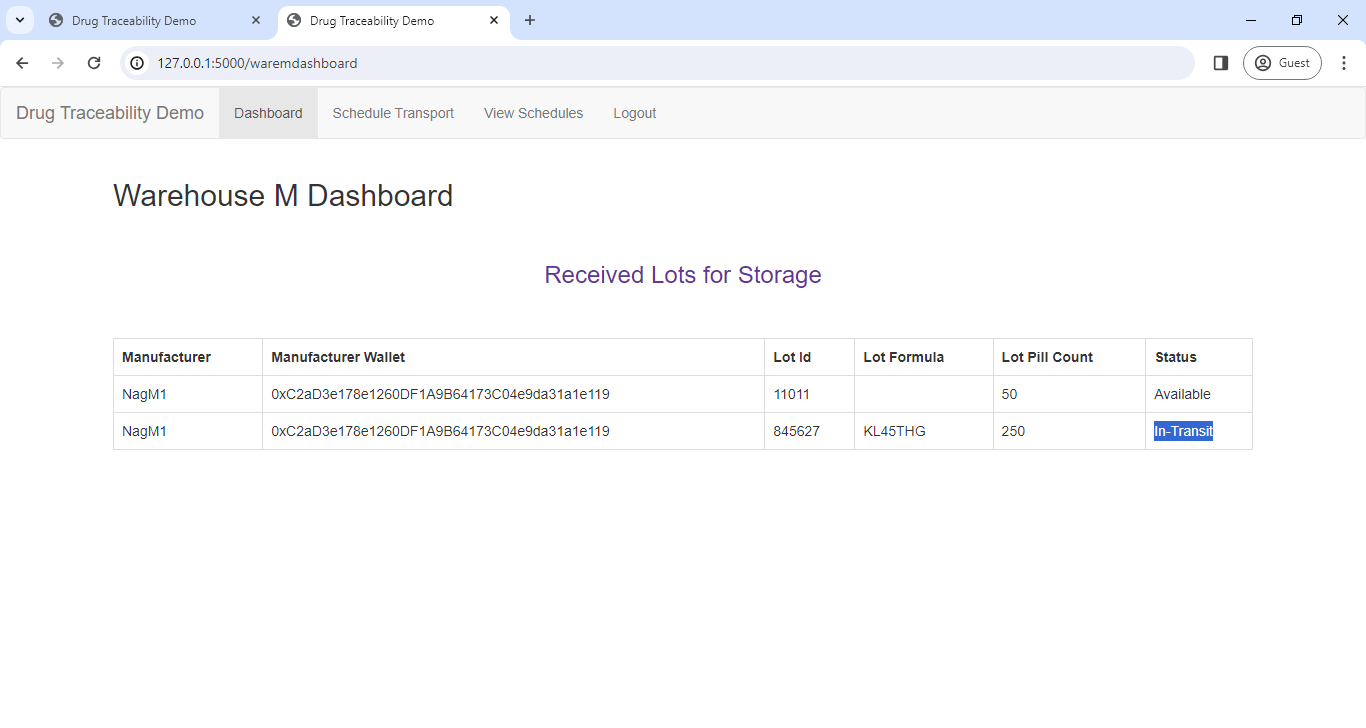 Drug Traceability Demo Drug Traceability Demo
127.0.0.1:5000/waremdashboard Guest
Drug Traceability Demo Dashboard Schedule Transport View Schedules Logout
Warehouse M Dashboard
Received Lots for Storage
Manufacturer Manufacturer Wallet Lot Id Lot Formula Lot Pill Count Status
NagM1 0xC2aD3e178e1260DF1A9B64173C04e9da31a1e119 11011 50 Available
NagM1 0xC2aD3e178e1260DF1A9B64173C04e9da31a1e119 845627 KL45THG 250 In-Transit